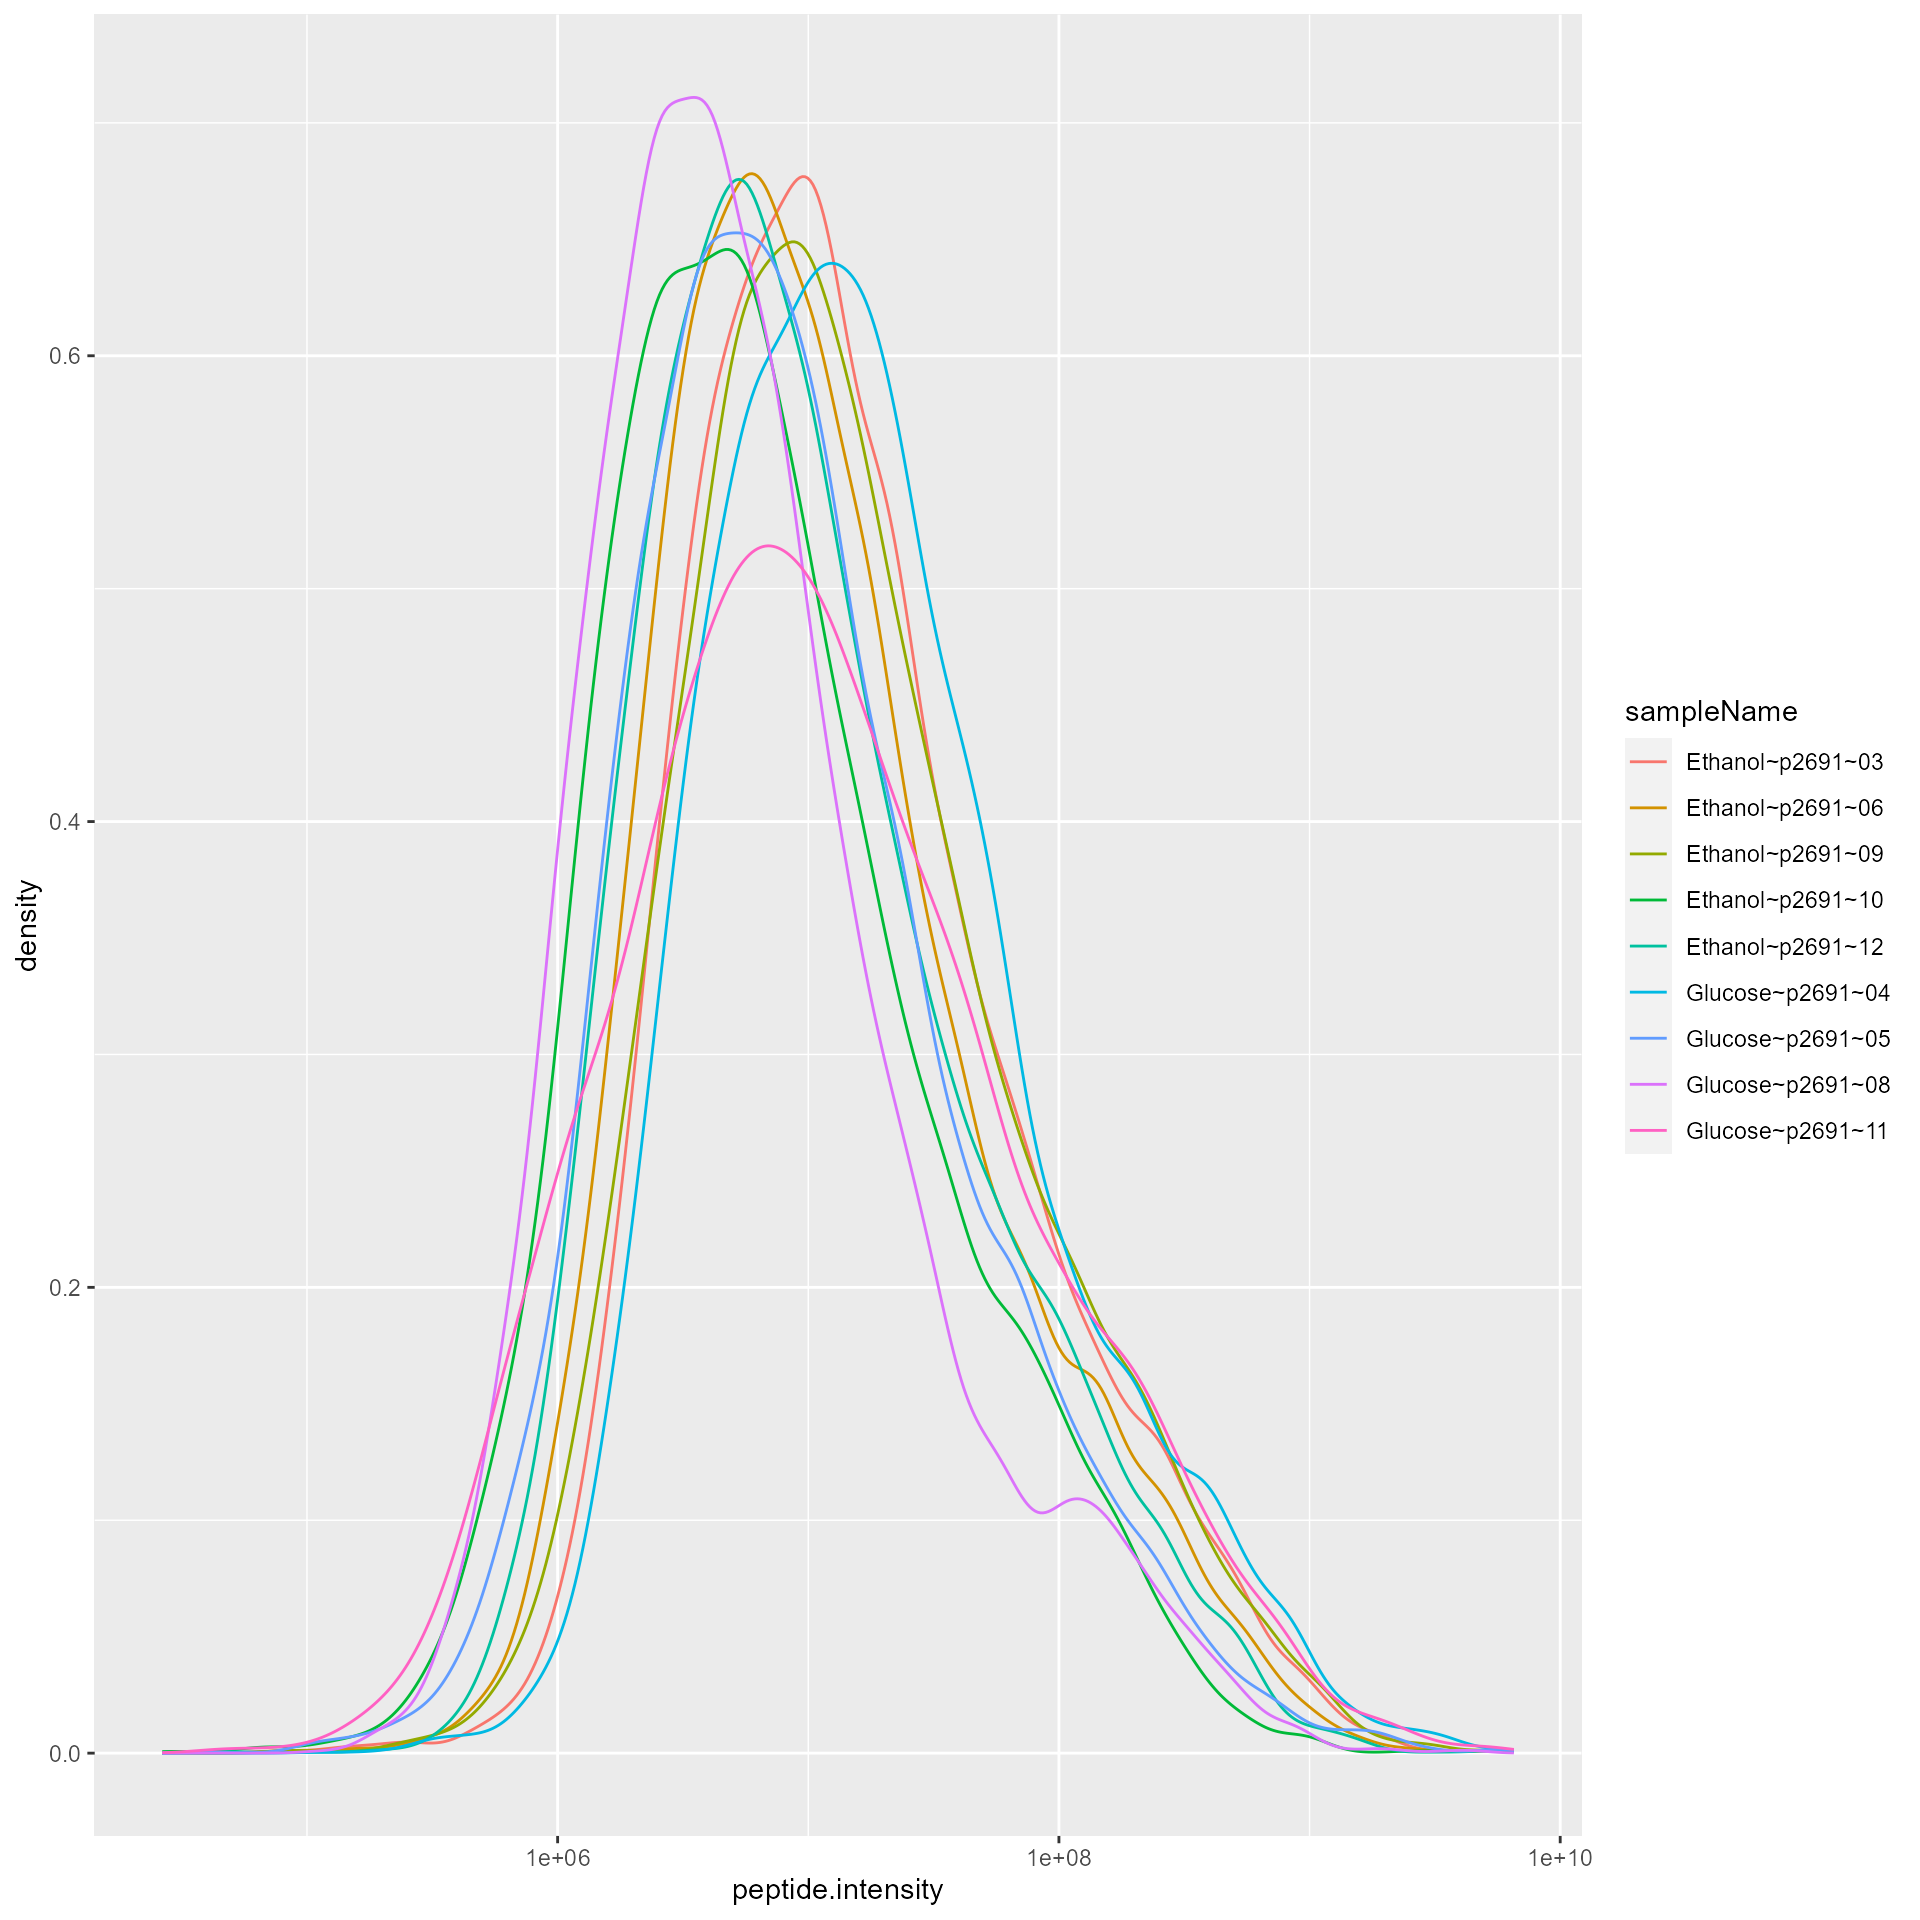 0.6
0.4
0.2
0.0
density
1e+06
1e+08
1e+10
peptide.intensity
sampleName
Ethanol~p2691~03
Ethanol~p2691~06
Ethanol~p2691~09
Ethanol~p2691~10
Ethanol~p2691~12
Glucose~p2691~04
Glucose~p2691~05
Glucose~p2691~08
Glucose~p2691~11